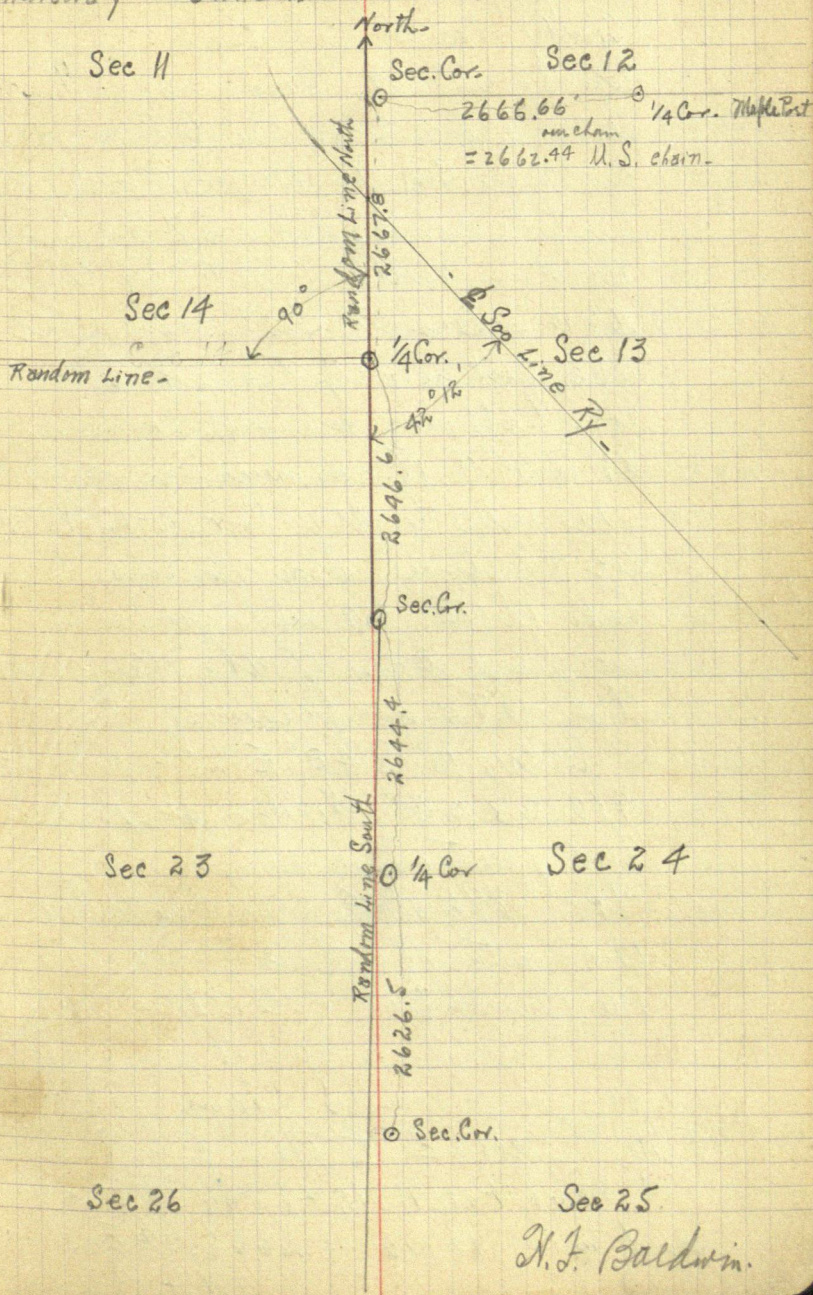 North.
Sec 11
Sec. Cor.
Sec 12
2666.66'
our chain
= 2662.44 U.S. chain.
1/4 Cor. Maple Post
Random Line North
2667.8
Sec 14
90°
℄ Soo Line Ry.
Sec 13
1/4 Cor.
Random Line.
42° 12'
2646.6
Sec. Cor.
2644.4
Random Line South
Sec 23
1/4 Cor
Sec 24
2626.5
Sec. Cor.
Sec 26
Sec 25
H. F. Baldwin.